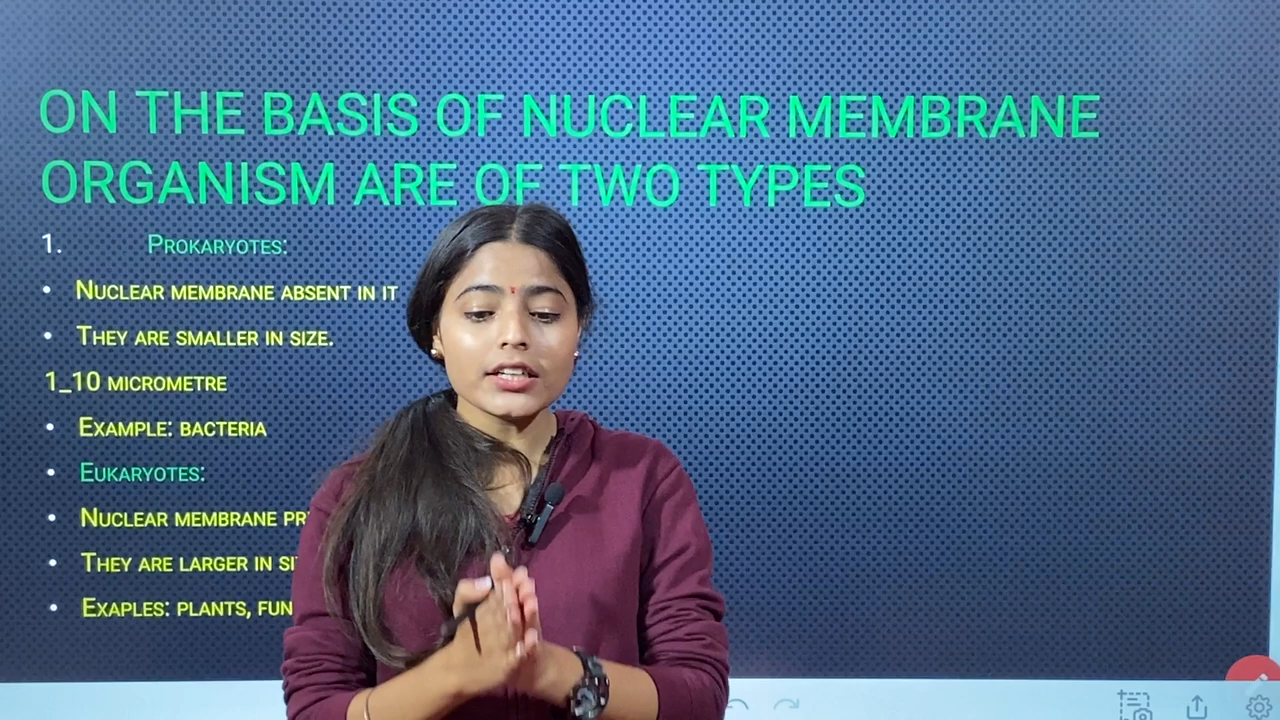 ON THE BASIS OF NUCLEAR MEMBRANE
ORGANISM ARE OF TWO TYPES
1. PROKARYOTES:
• NUCLEAR MEMBRANE ABSENT IN IT
• THEY ARE SMALLER IN SIZE.
1_10 MICROMETRE
• EXAMPLE: BACTERIA
• EUKARYOTES:
• NUCLEAR MEMBRANE
• THEY ARE LARGER IN
• EXAPLES: PLANTS,